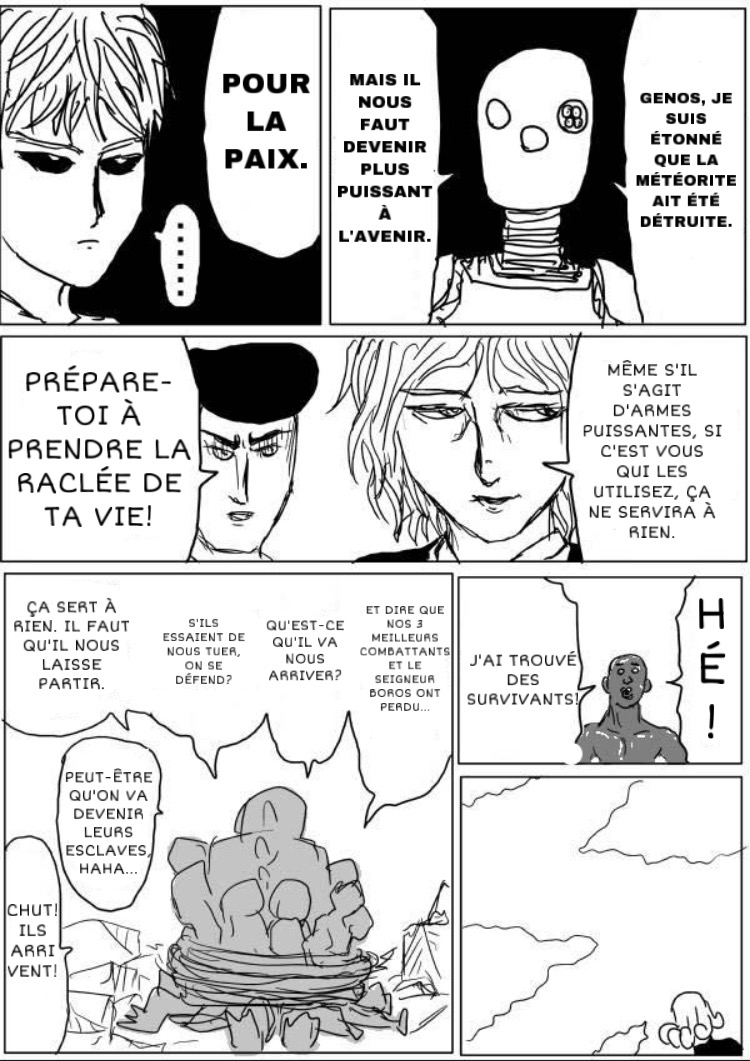 GENOS, JE
SUIS
ÉTONNÉ
QUE LA
MÉTÉORITE
AIT ÉTÉ
DÉTRUITE.
MAIS IL
NOUS
FAUT
DEVENIR
PLUS
PUISSANT
À
L'AVENIR.
POUR
LA
PAIX.
.......
MÊME S'IL
S'AGIT
D'ARMES
PUISSANTES, SI
C'EST VOUS
QUI LES
UTILISEZ, ÇA
NE SERVIRA À
RIEN.
PRÉPARE-
TOI À
PRENDRE LA
RACLÉE DE
TA VIE!
HÉ!
J'AI TROUVÉ
DES
SURVIVANTS!
ET DIRE QUE
NOS 3
MEILLEURS
COMBATTANTS
ET LE
SEIGNEUR
BOROS ONT
PERDU...
QU'EST-CE
QU'IL VA
NOUS
ARRIVER?
S'ILS
ESSAIENT DE
NOUS TUER,
ON SE
DÉFEND?
ÇA SERT À
RIEN. IL FAUT
QU'IL NOUS
LAISSE
PARTIR.
PEUT-ÊTRE
QU'ON VA
DEVENIR
LEURS
ESCLAVES,
HAHA...
CHUT!
ILS
ARRI
VENT!